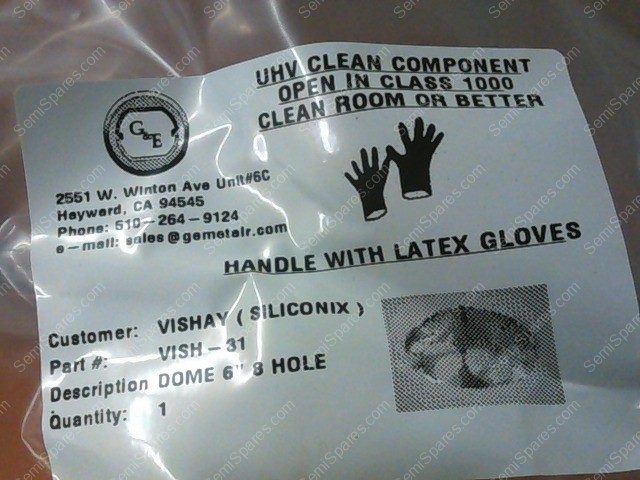 UHV CLEAN COMPONENT
OPEN IN CLASS 1000
CLEAN ROOM OR BETTER
G&E
2551 W. Winton Ave Unit#6C
Hayward, CA 94545
Phone: 510-264-9124
e-mail: sales@gemetalr.com
HANDLE WITH LATEX GLOVES
Customer: VISHAY ( SILICONIX )
Part #: VISH-31
Description DOME 6" 8 HOLE
Quantity: 1
SemiSpares.com